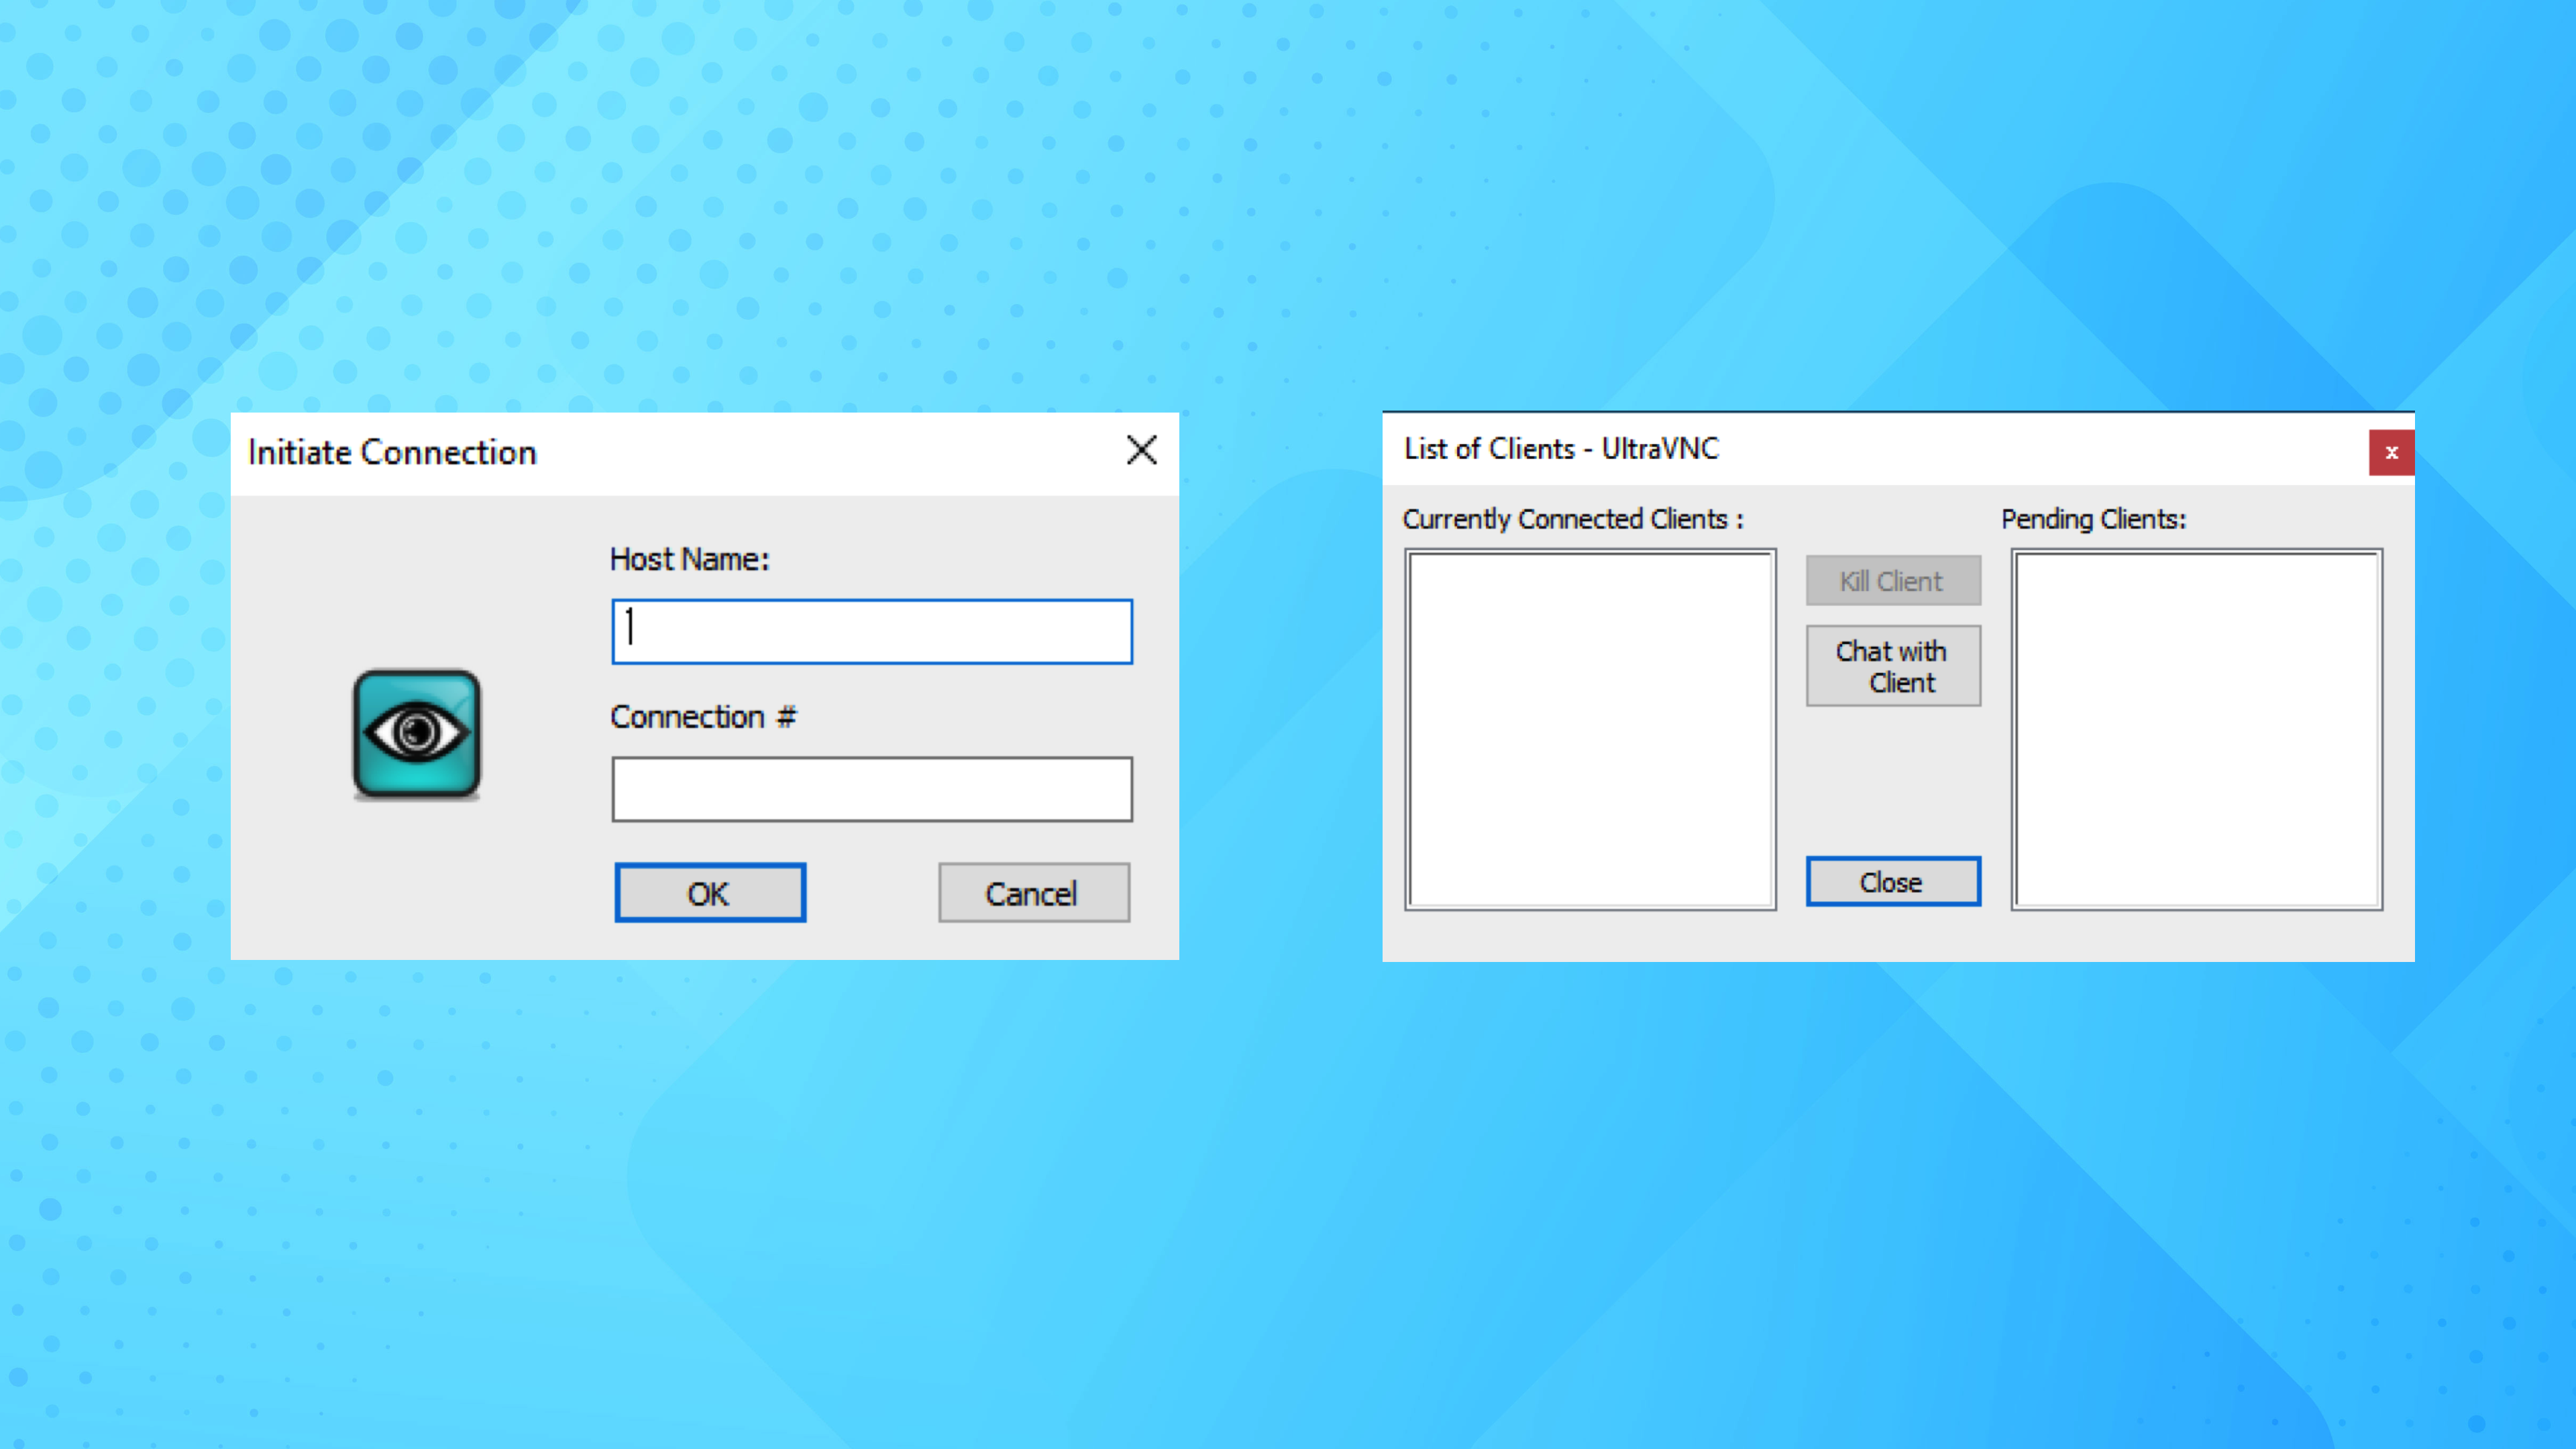 Initiate Connection
Host Name:
1
Connection #
OK
Cancel
List of Clients - UltraVNC
x
Currently Connected Clients :
Pending Clients:
Kill Client
Chat with
Client
Close